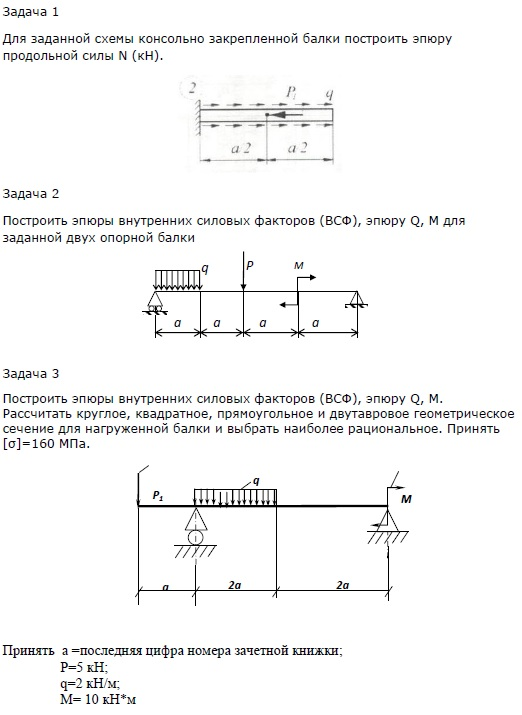 Задача 1
Для заданной схемы консольно закрепленной балки построить эпюру
продольной силы N (кН).
2
P₁ q
a·2 a·2
Задача 2
Построить эпюры внутренних силовых факторов (ВСФ), эпюру Q, М для
заданной двух опорной балки
q P M
a a a a
Задача 3
Построить эпюры внутренних силовых факторов (ВСФ), эпюру Q, М.
Рассчитать круглое, квадратное, прямоугольное и двутавровое геометрическое
сечение для нагруженной балки и выбрать наиболее рациональное. Принять
[σ]=160 МПа.
q
P₁ M
a 2a 2a
Принять а =последняя цифра номера зачетной книжки;
Р=5 кН;
q=2 кН/м;
М= 10 кН*м